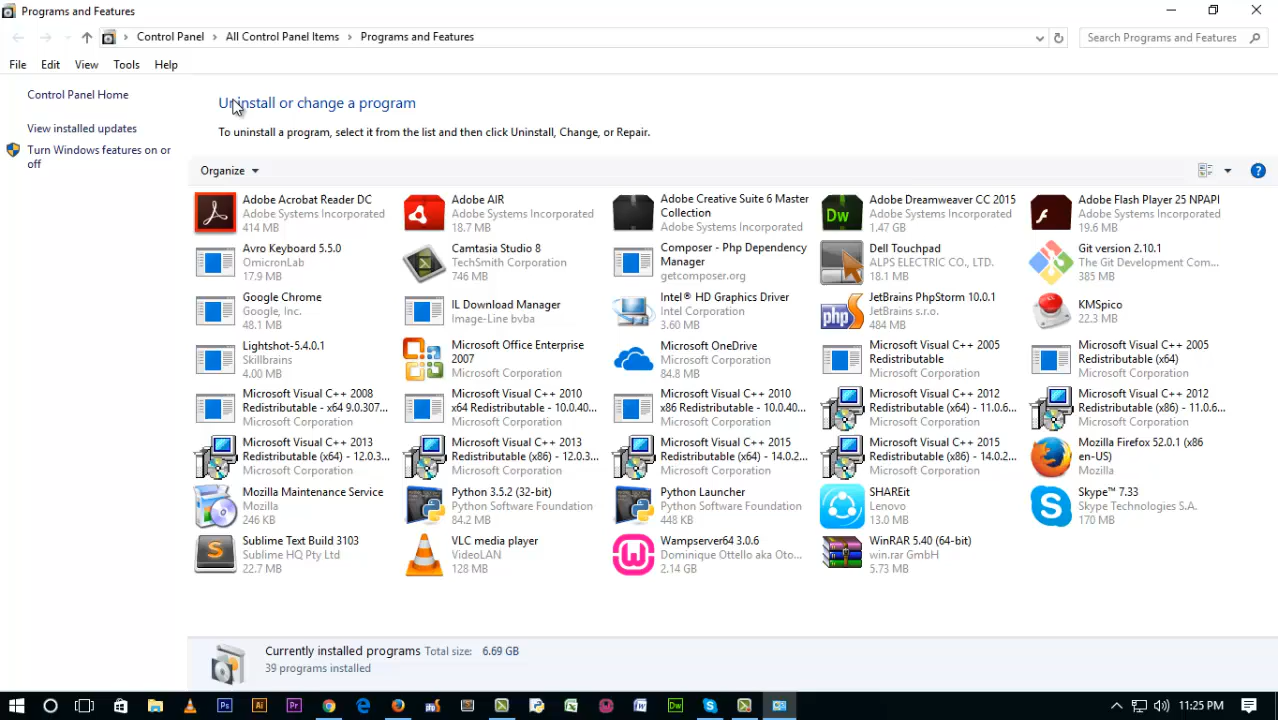 Programs and Features
Control Panel > All Control Panel Items > Programs and Features
Search Programs and Features
File Edit View Tools Help
Control Panel Home
View installed updates
Turn Windows features on or off
Uninstall or change a program
To uninstall a program, select it from the list and then click Uninstall, Change, or Repair.
Organize
Adobe Acrobat Reader DC
Adobe Systems Incorporated
414 MB
Adobe AIR
Adobe Systems Incorporated
18.7 MB
Adobe Creative Suite 6 Master
Collection
Adobe Systems Incorporated
Adobe Dreamweaver CC 2015
Adobe Systems Incorporated
1.47 GB
Adobe Flash Player 25 NPAPI
Adobe Systems Incorporated
19.6 MB
Avro Keyboard 5.5.0
OmicronLab
17.9 MB
Camtasia Studio 8
TechSmith Corporation
746 MB
Composer - Php Dependency
Manager
getcomposer.org
Dell Touchpad
ALPS ELECTRIC CO., LTD.
18.1 MB
Git version 2.10.1
The Git Development Com...
385 MB
Google Chrome
Google, Inc.
48.1 MB
IL Download Manager
Image-Line bvba
Intel® HD Graphics Driver
Intel Corporation
3.60 MB
JetBrains PhpStorm 10.0.1
JetBrains s.r.o.
484 MB
KMSpico
22.3 MB
Lightshot-5.4.0.1
Skillbrains
4.00 MB
Microsoft Office Enterprise
2007
Microsoft Corporation
Microsoft OneDrive
Microsoft Corporation
84.8 MB
Microsoft Visual C++ 2005
Redistributable
Microsoft Corporation
Microsoft Visual C++ 2005
Redistributable (x64)
Microsoft Corporation
Microsoft Visual C++ 2008
Redistributable - x64 9.0.307...
Microsoft Corporation
Microsoft Visual C++ 2010
x64 Redistributable - 10.0.40...
Microsoft Corporation
Microsoft Visual C++ 2010
x86 Redistributable - 10.0.40...
Microsoft Corporation
Microsoft Visual C++ 2012
Redistributable (x64) - 11.0.6...
Microsoft Corporation
Microsoft Visual C++ 2012
Redistributable (x86) - 11.0.6...
Microsoft Corporation
Microsoft Visual C++ 2013
Redistributable (x64) - 12.0.3...
Microsoft Corporation
Microsoft Visual C++ 2013
Redistributable (x86) - 12.0.3...
Microsoft Corporation
Microsoft Visual C++ 2015
Redistributable (x64) - 14.0.2...
Microsoft Corporation
Microsoft Visual C++ 2015
Redistributable (x86) - 14.0.2...
Microsoft Corporation
Mozilla Firefox 52.0.1 (x86
en-US)
Mozilla
Mozilla Maintenance Service
Mozilla
246 KB
Python 3.5.2 (32-bit)
Python Software Foundation
84.2 MB
Python Launcher
Python Software Foundation
448 KB
SHAREit
Lenovo
13.0 MB
Skype™ 7.33
Skype Technologies S.A.
170 MB
Sublime Text Build 3103
Sublime HQ Pty Ltd
22.7 MB
VLC media player
VideoLAN
128 MB
Wampserver64 3.0.6
Dominique Ottello aka Oto...
2.14 GB
WinRAR 5.40 (64-bit)
win.rar GmbH
5.73 MB
Currently installed programs Total size: 6.69 GB
39 programs installed
11:25 PM